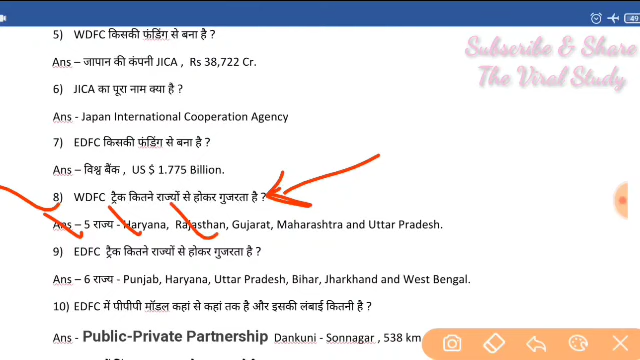 49
5) WDFC किसकी फंडिंग से बना है ?
Subscribe & Share
Ans – जापान की कंपनी JICA , Rs 38,722 Cr.
The Viral Study
6) JICA का पूरा नाम क्या है ?
Ans - Japan International Cooperation Agency
7) EDFC किसकी फंडिंग से बना है ?
Ans – विश्व बैंक , US $ 1.775 Billion.
8) WDFC ट्रैक कितने राज्यों से होकर गुजरता है ?
Ans – 5 राज्य - Haryana, Rajasthan, Gujarat, Maharashtra and Uttar Pradesh.
9) EDFC ट्रैक कितने राज्यों से होकर गुजरता है ?
Ans – 6 राज्य – Punjab, Haryana, Uttar Pradesh, Bihar, Jharkhand and West Bengal.
10) EDFC में पीपीपी मॉडल कहां से कहां तक है और इसकी लंबाई कितनी है ?
Ans - Public-Private Partnership Dankuni - Sonnagar , 538 km